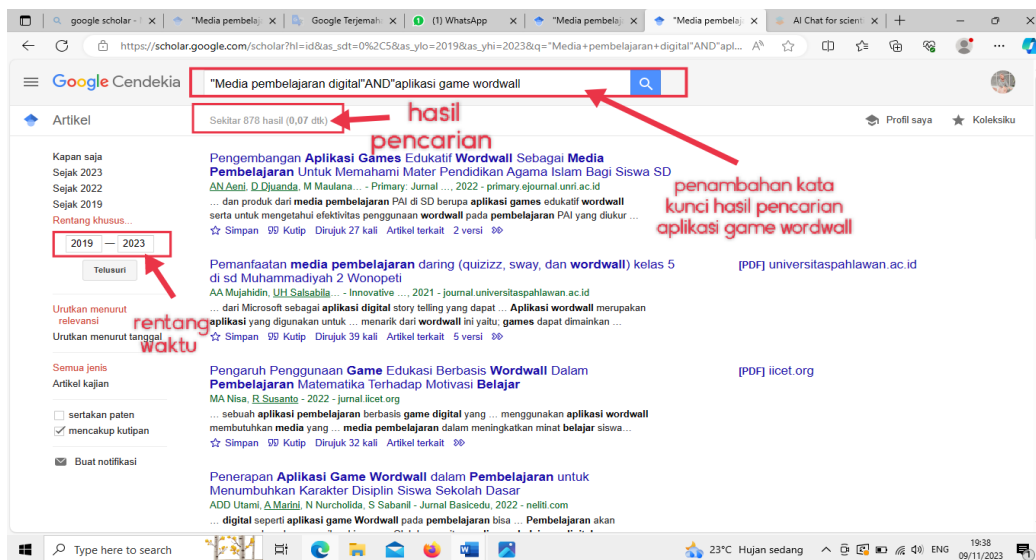 google scholar -
"Media pembelaj
Google Terjemah
(1) WhatsApp
"Media pembelaj
"Media pembelaj
AI Chat for scient
https://scholar.google.com/scholar?hl=id&as_sdt=0%2C5&as_ylo=2019&as_yhi=2023&q="Media+pembelajaran+digital"AND"apl...
Google Cendekia
"Media pembelajaran digital"AND"aplikasi game wordwall
Artikel
Sekitar 878 hasil (0,07 dtk)
hasil
pencarian
Profil saya
Koleksiku
Kapan saja
Sejak 2023
Sejak 2022
Sejak 2019
Rentang khusus...
2019 — 2023
Telusuri
rentang
waktu
Urutkan menurut
relevansi
Urutkan menurut tanggal
Semua jenis
Artikel kajian
sertakan paten
mencakup kutipan
Buat notifikasi
penambahan kata
kunci hasil pencarian
aplikasi game wordwall
Pengembangan Aplikasi Games Edukatif Wordwall Sebagai Media
Pembelajaran Untuk Memahami Mater Pendidikan Agama Islam Bagi Siswa SD
AN Aeni, D Djuanda, M Maulana... - Primary: Jurnal ..., 2022 - primary.ejournal.unri.ac.id
... dan produk dari media pembelajaran PAI di SD berupa aplikasi games edukatif wordwall
serta untuk mengetahui efektivitas penggunaan wordwall pada pembelajaran PAI yang diukur ...
Simpan Kutip Dirujuk 27 kali Artikel terkait 2 versi
Pemanfaatan media pembelajaran daring (quizizz, sway, dan wordwall) kelas 5
di sd Muhammadiyah 2 Wonopeti
AA Mujahidin, UH Salsabila... - Innovative ..., 2021 - journal.universitaspahlawan.ac.id
... dari Microsoft sebagai aplikasi digital story telling yang dapat ... Aplikasi wordwall merupakan
aplikasi yang digunakan untuk ... menarik dari wordwall ini yaitu; games dapat dimainkan ...
Simpan Kutip Dirujuk 39 kali Artikel terkait 5 versi
[PDF] universitaspahlawan.ac.id
Pengaruh Penggunaan Game Edukasi Berbasis Wordwall Dalam
Pembelajaran Matematika Terhadap Motivasi Belajar
MA Nisa, R Susanto - 2022 - jurnal.iicet.org
... sebuah aplikasi pembelajaran berbasis game digital yang ... menggunakan aplikasi wordwall
membutuhkan media yang ... media pembelajaran dalam meningkatkan minat belajar siswa...
Simpan Kutip Dirujuk 32 kali Artikel terkait
[PDF] iicet.org
Penerapan Aplikasi Game Wordwall dalam Pembelajaran untuk
Menumbuhkan Karakter Disiplin Siswa Sekolah Dasar
ADD Utami, A Marini, N Nurcholida, S Sabanil - Jurnal Basicedu, 2022 - neliti.com
... digital seperti aplikasi game Wordwall pada pembelajaran bisa ... Pembelajaran akan
Type here to search
23°C Hujan sedang
ENG
19:38
09/11/2023